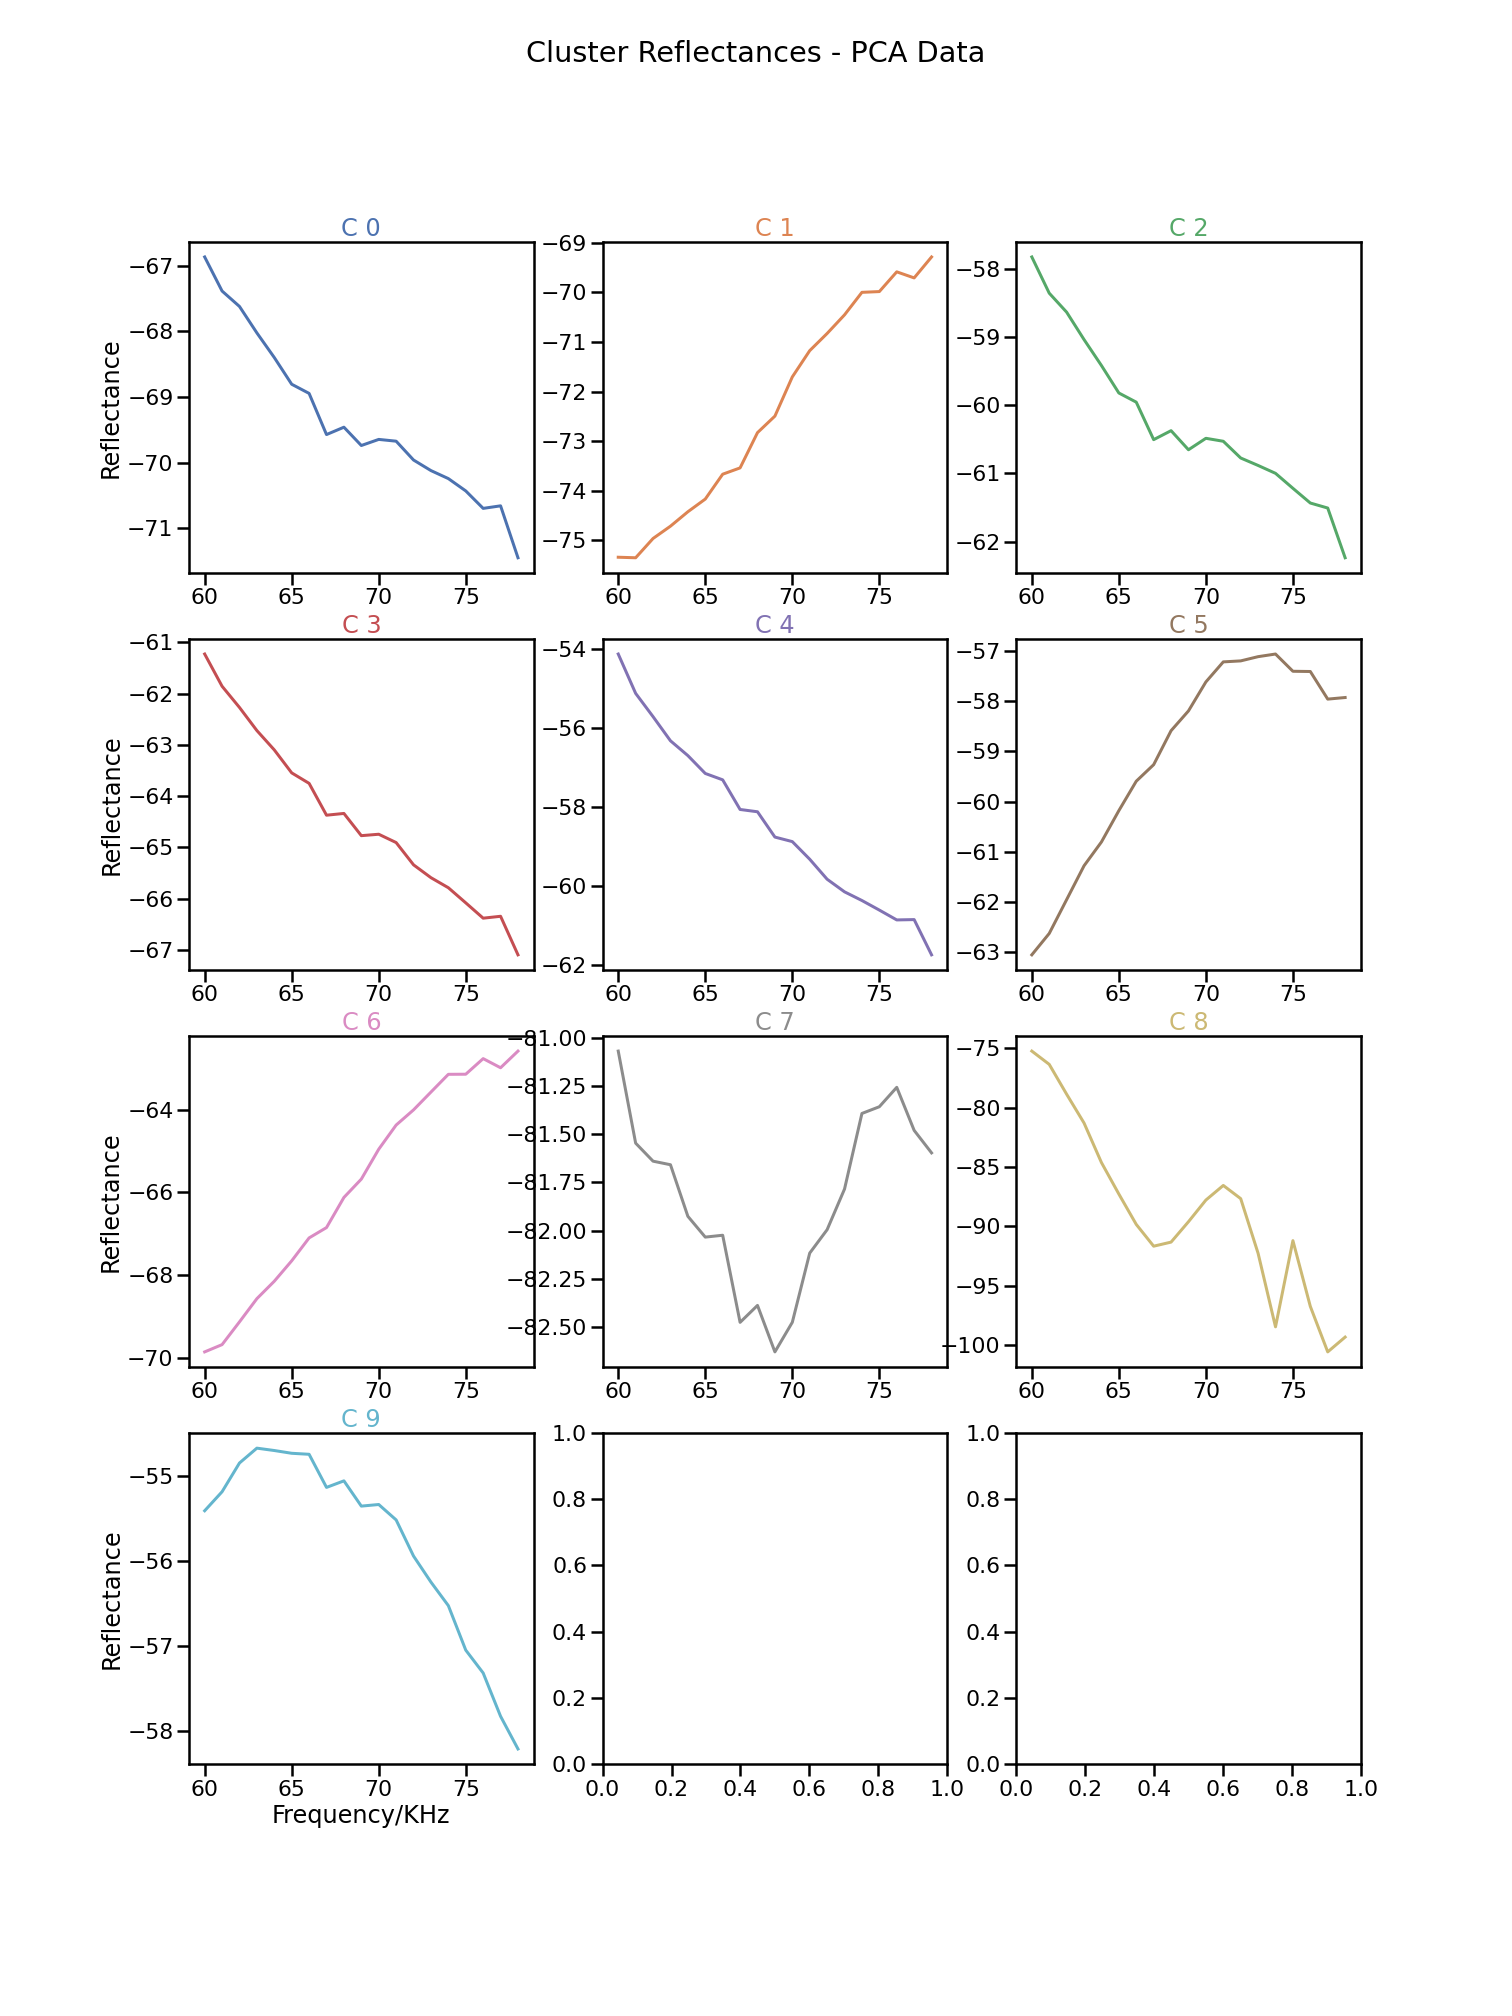 Cluster Reflectances - PCA Data
C 0
C 1
C 2
Reflectance
−67
−68
−69
−70
−71
60 65 70 75
−69
−70
−71
−72
−73
−74
−75
60 65 70 75
−58
−59
−60
−61
−62
60 65 70 75
C 3
C 4
C 5
Reflectance
−61
−62
−63
−64
−65
−66
−67
60 65 70 75
−54
−56
−58
−60
−62
60 65 70 75
−57
−58
−59
−60
−61
−62
−63
60 65 70 75
C 6
C 7
C 8
Reflectance
−64
−66
−68
−70
60 65 70 75
−81.00
−81.25
−81.50
−81.75
−82.00
−82.25
−82.50
60 65 70 75
−75
−80
−85
−90
−95
−100
60 65 70 75
C 9
Reflectance
−55
−56
−57
−58
60 65 70 75
Frequency/KHz
1.0
0.8
0.6
0.4
0.2
0.0
0.0 0.2 0.4 0.6 0.8 1.0
1.0
0.8
0.6
0.4
0.2
0.0
0.0 0.2 0.4 0.6 0.8 1.0